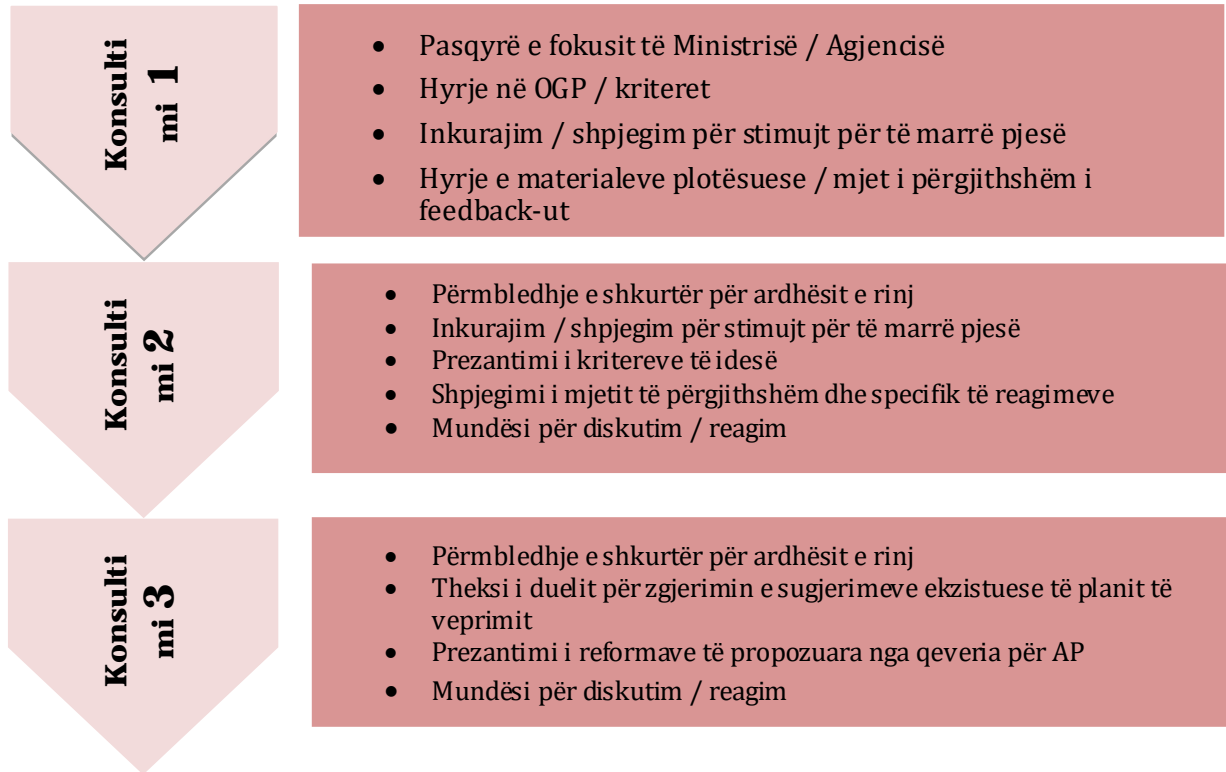 Konsulti
mi 1
• Pasqyrë e fokusit të Ministrisë / Agjencisë
• Hyrje në OGP / kriteret
• Inkurajim / shpjegim për stimujt për të marrë pjesë
• Hyrje e materialeve plotësuese / mjet i përgjithshëm i
feedback-ut
Konsulti
mi 2
• Përmbledhje e shkurtër për ardhësit e rinj
• Inkurajim / shpjegim për stimujt për të marrë pjesë
• Prezantimi i kritereve të idesë
• Shpjegimi i mjetit të përgjithshëm dhe specifik të reagimeve
• Mundësi për diskutim / reagim
Konsulti
mi 3
• Përmbledhje e shkurtër për ardhësit e rinj
• Theksi i duelit për zgjerimin e sugjerimeve ekzistuese të planit të
veprimit
• Prezantimi i reformave të propozuara nga qeveria për AP
• Mundësi për diskutim / reagim